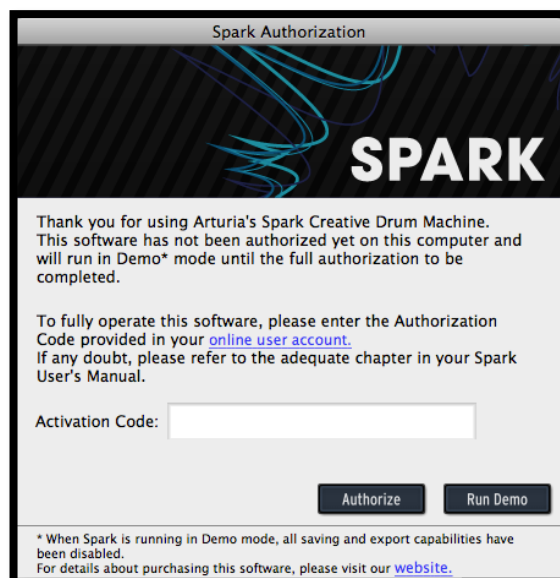 Spark Authorization
SPARK
Thank you for using Arturia's Spark Creative Drum Machine.
This software has not been authorized yet on this computer and
will run in Demo* mode until the full authorization to be
completed.
To fully operate this software, please enter the Authorization
Code provided in your online user account.
If any doubt, please refer to the adequate chapter in your Spark
User's Manual.
Activation Code:
Authorize Run Demo
* When Spark is running in Demo mode, all saving and export capabilities have
been disabled.
For details about purchasing this software, please visit our website.